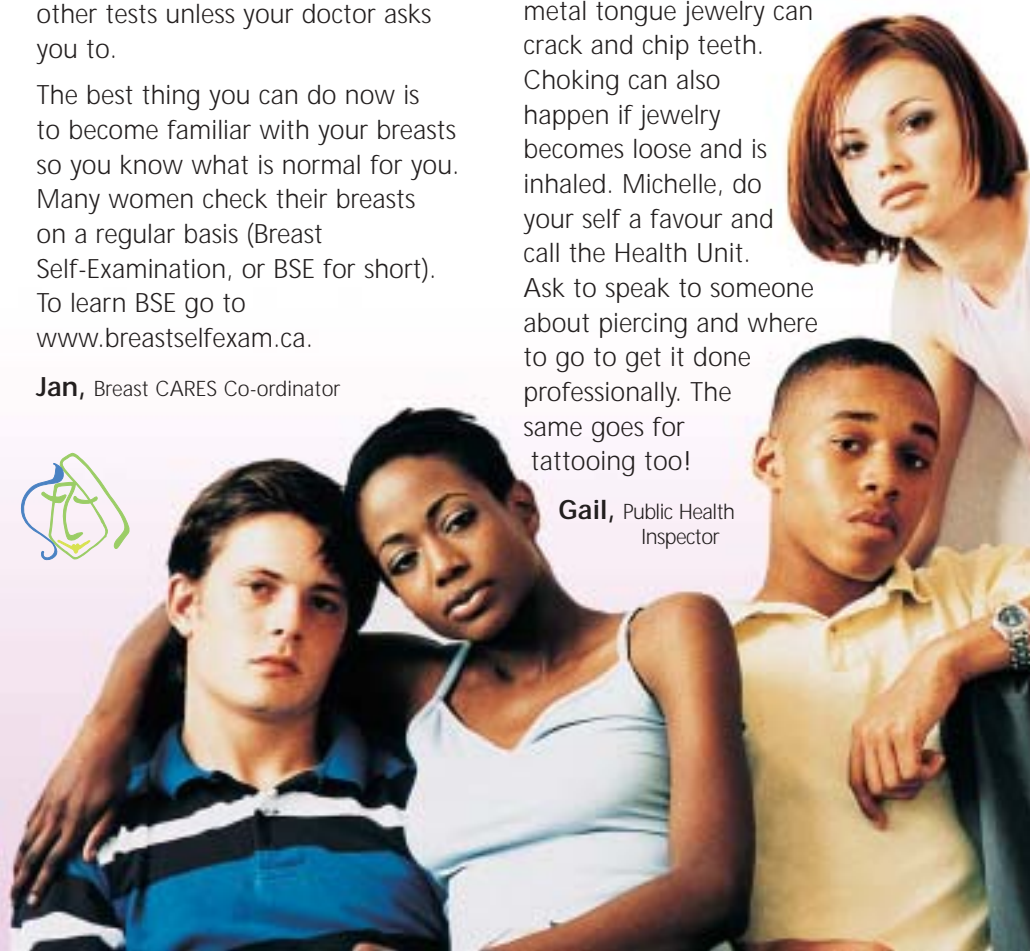 other tests unless your doctor asks
you to.
The best thing you can do now is
to become familiar with your breasts
so you know what is normal for you.
Many women check their breasts
on a regular basis (Breast
Self-Examination, or BSE for short).
To learn BSE go to
www.breastselfexam.ca.
Jan, Breast CARES Co-ordinator
metal tongue jewelry can
crack and chip teeth.
Choking can also
happen if jewelry
becomes loose and is
inhaled. Michelle, do
your self a favour and
call the Health Unit.
Ask to speak to someone
about piercing and where
to go to get it done
professionally. The
same goes for
tattooing too!
Gail, Public Health
Inspector